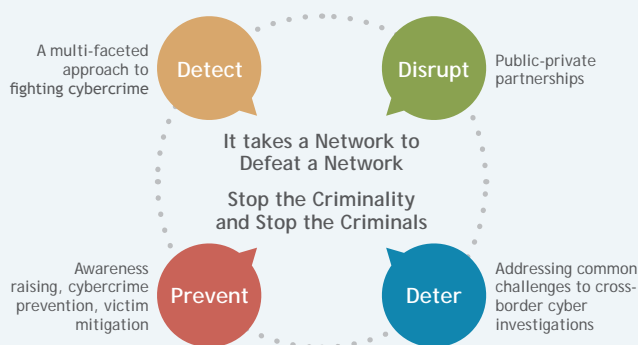 A multi-faceted
approach to
fighting cybercrime
Detect
Disrupt
Public-private
partnerships
It takes a Network to
Defeat a Network
Stop the Criminality
and Stop the Criminals
Awareness
raising, cybercrime
prevention, victim
mitigation
Prevent
Deter
Addressing common
challenges to cross-
border cyber
investigations